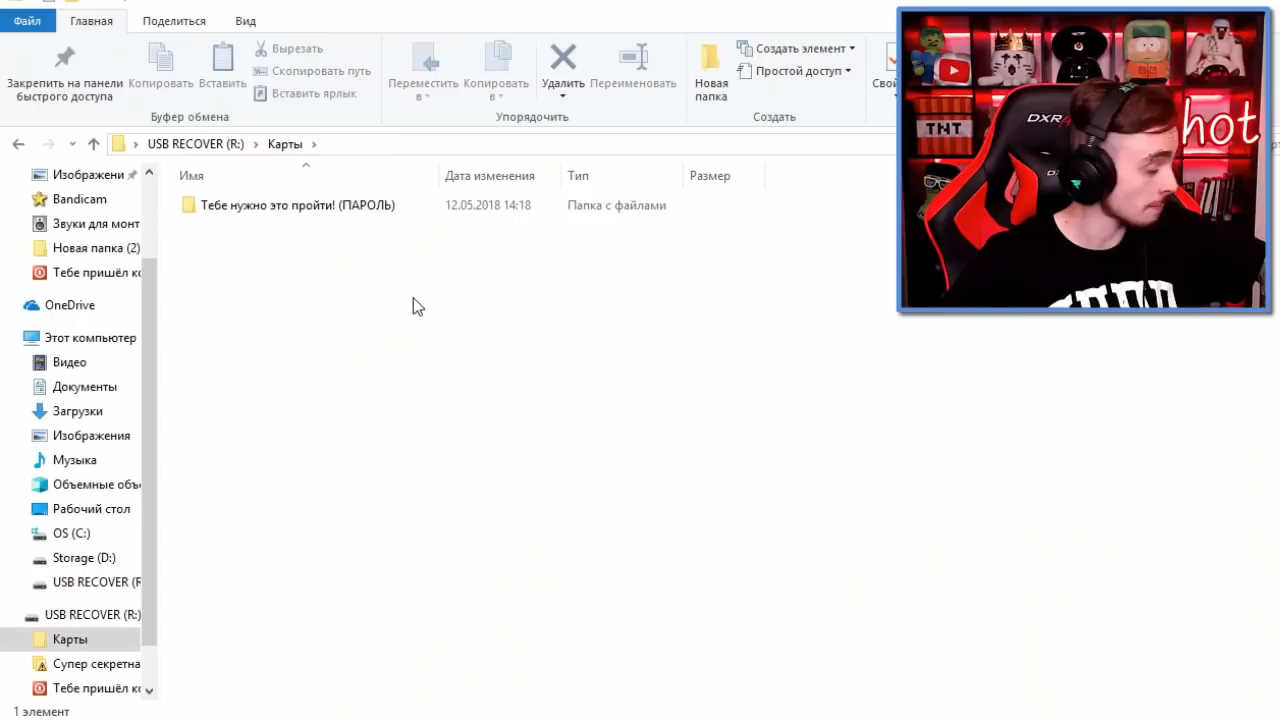 Файл Главная Поделиться Вид
Закрепить на панели быстрого доступа
Копировать
Вставить
Вырезать
Скопировать путь
Вставить ярлык
Буфер обмена
Переместить в
Копировать в
Удалить
Переименовать
Упорядочить
Новая папка
Создать элемент
Простой доступ
Создать
Свой
USB RECOVER (R:) Карты
Имя Дата изменения Тип Размер
Тебе нужно это пройти! (ПАРОЛЬ) 12.05.2018 14:18 Папка с файлами
Изображени
Bandicam
Звуки для монт
Новая папка (2)
Тебе пришёл кс
OneDrive
Этот компьютер
Видео
Документы
Загрузки
Изображения
Музыка
Объемные объ
Рабочий стол
OS (C:)
Storage (D:)
USB RECOVER (R
USB RECOVER (R:)
Карты
Супер секретна
Тебе пришёл кс
1 элемент
TNT
DXR
hot